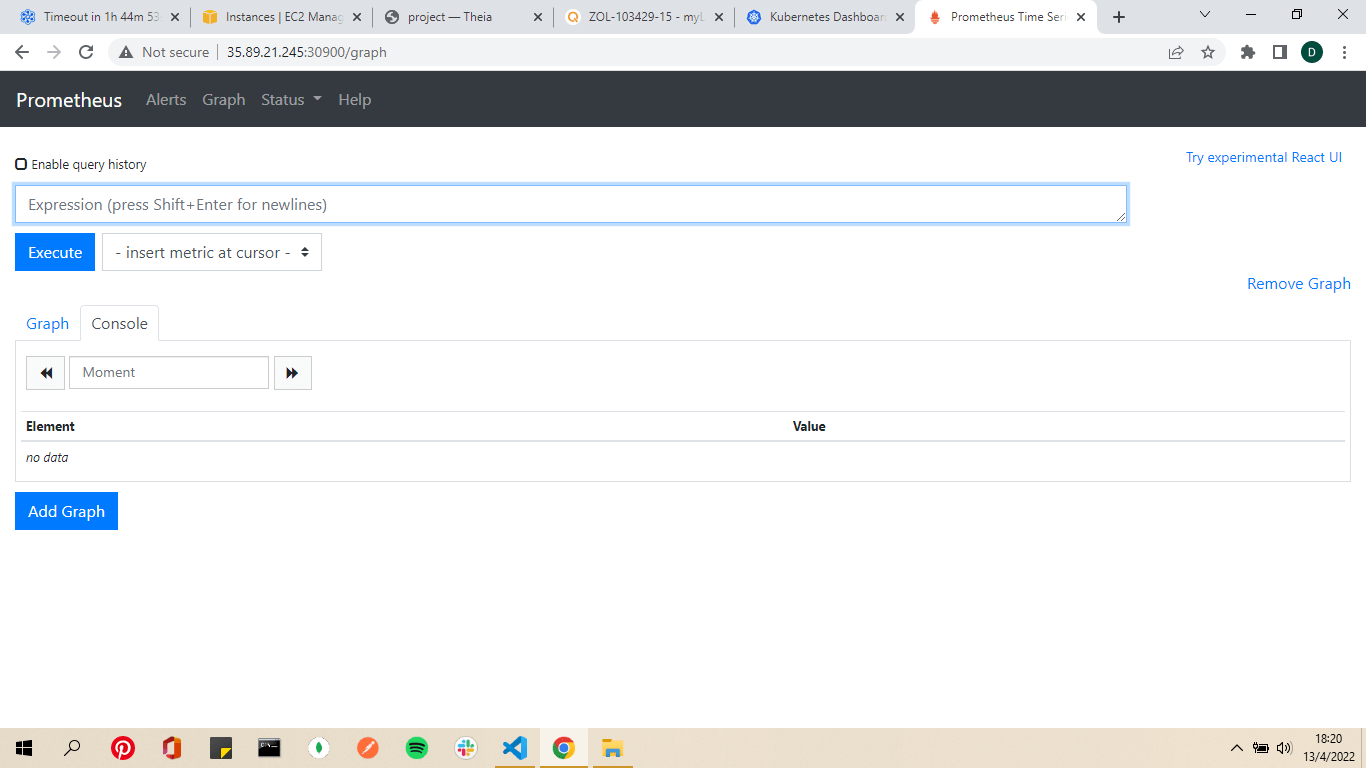 Timeout in 1h 44m 53
Instances | EC2 Manag
project — Theia
ZOL-103429-15 - myL
Kubernetes Dashboard
Prometheus Time Seri
Not secure
35.89.21.245:30900/graph
D
Prometheus
Alerts
Graph
Status
Help
Enable query history
Try experimental React UI
Expression (press Shift+Enter for newlines)
Execute
- insert metric at cursor -
Remove Graph
Graph
Console
Moment
Element
Value
no data
Add Graph
18:20
13/4/2022